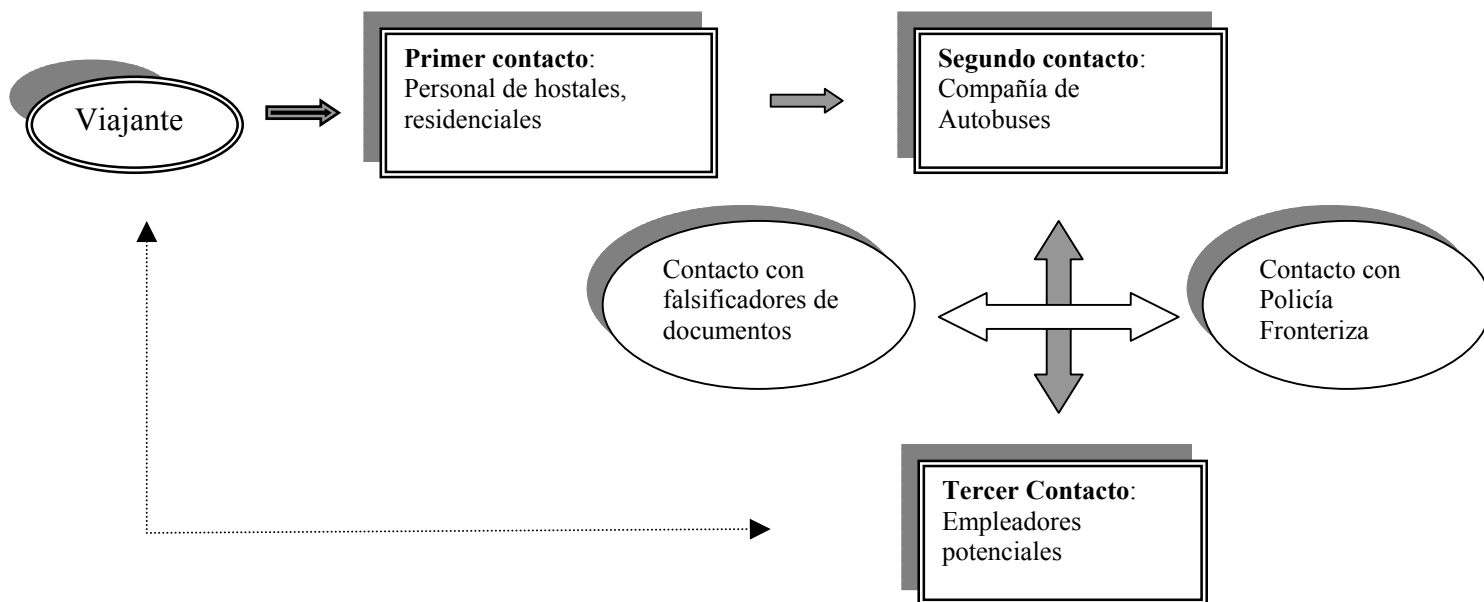 Viajante
Primer contacto:
Personal de hostales,
residenciales
Segundo contacto:
Compañía de
Autobuses
Contacto con
falsificadores de
documentos
Contacto con
Policía
Fronteriza
Tercer Contacto:
Empleadores
potenciales